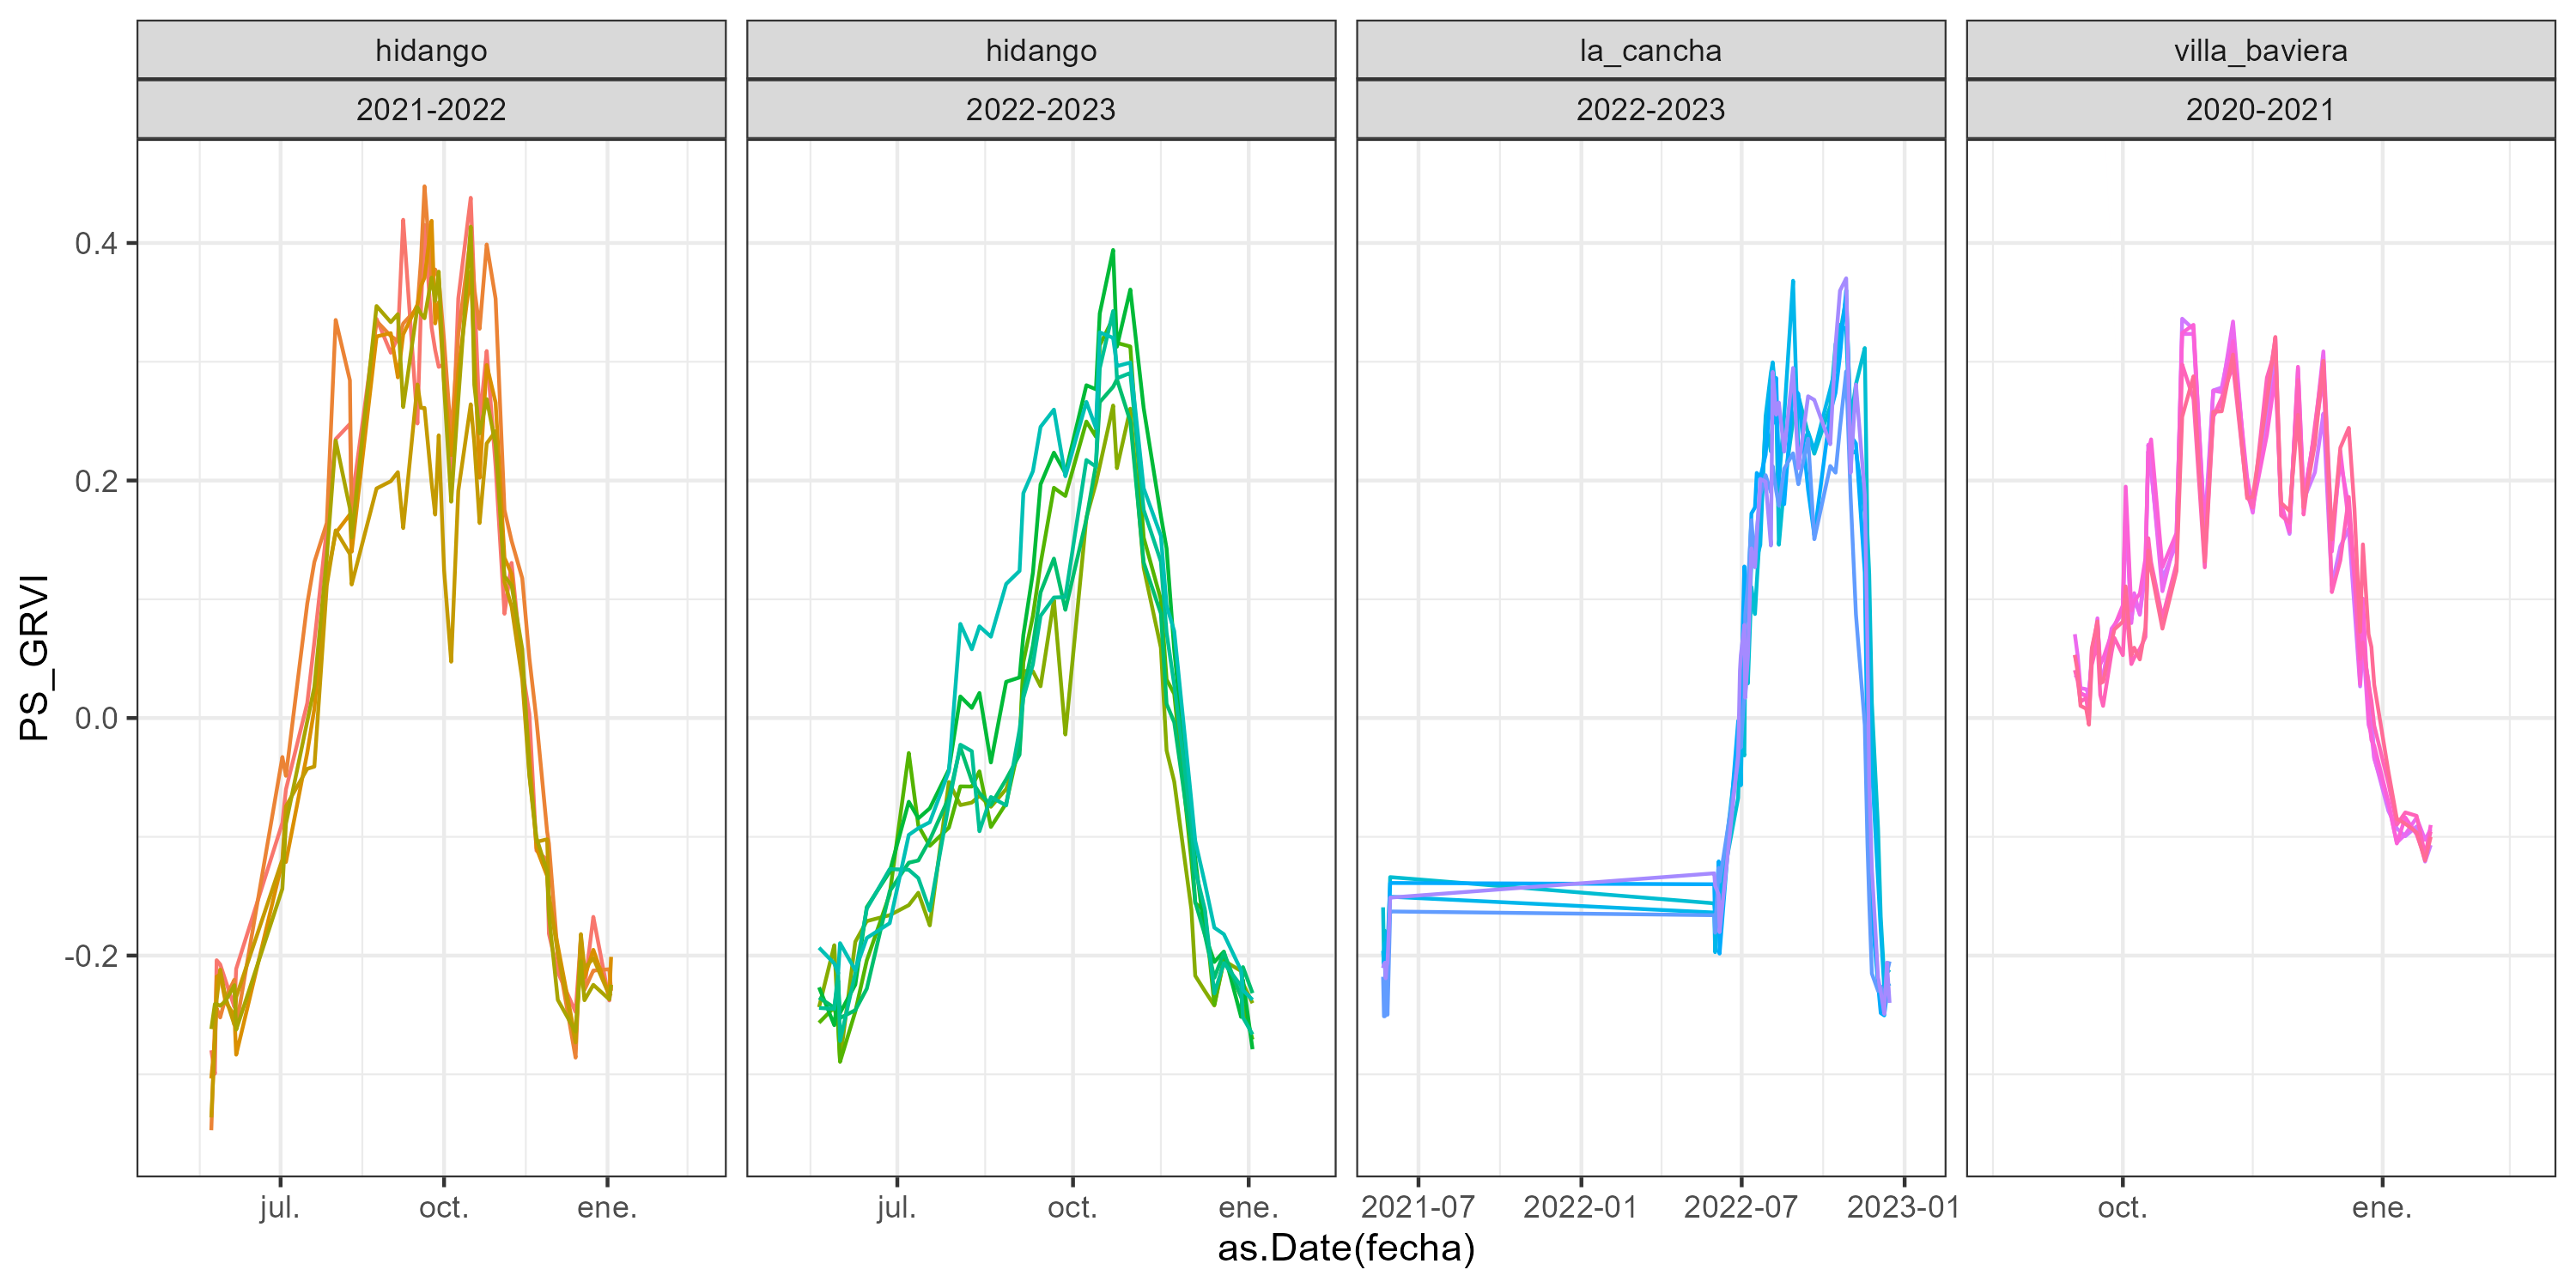 hidango
hidango
la_cancha
villa_baviera
2021-2022
2022-2023
2022-2023
2020-2021
PS_GRVI
0.4
0.2
0.0
-0.2
jul.
oct.
ene.
jul.
oct.
ene.
2021-07
2022-01
2022-07
2023-01
oct.
ene.
as.Date(fecha)